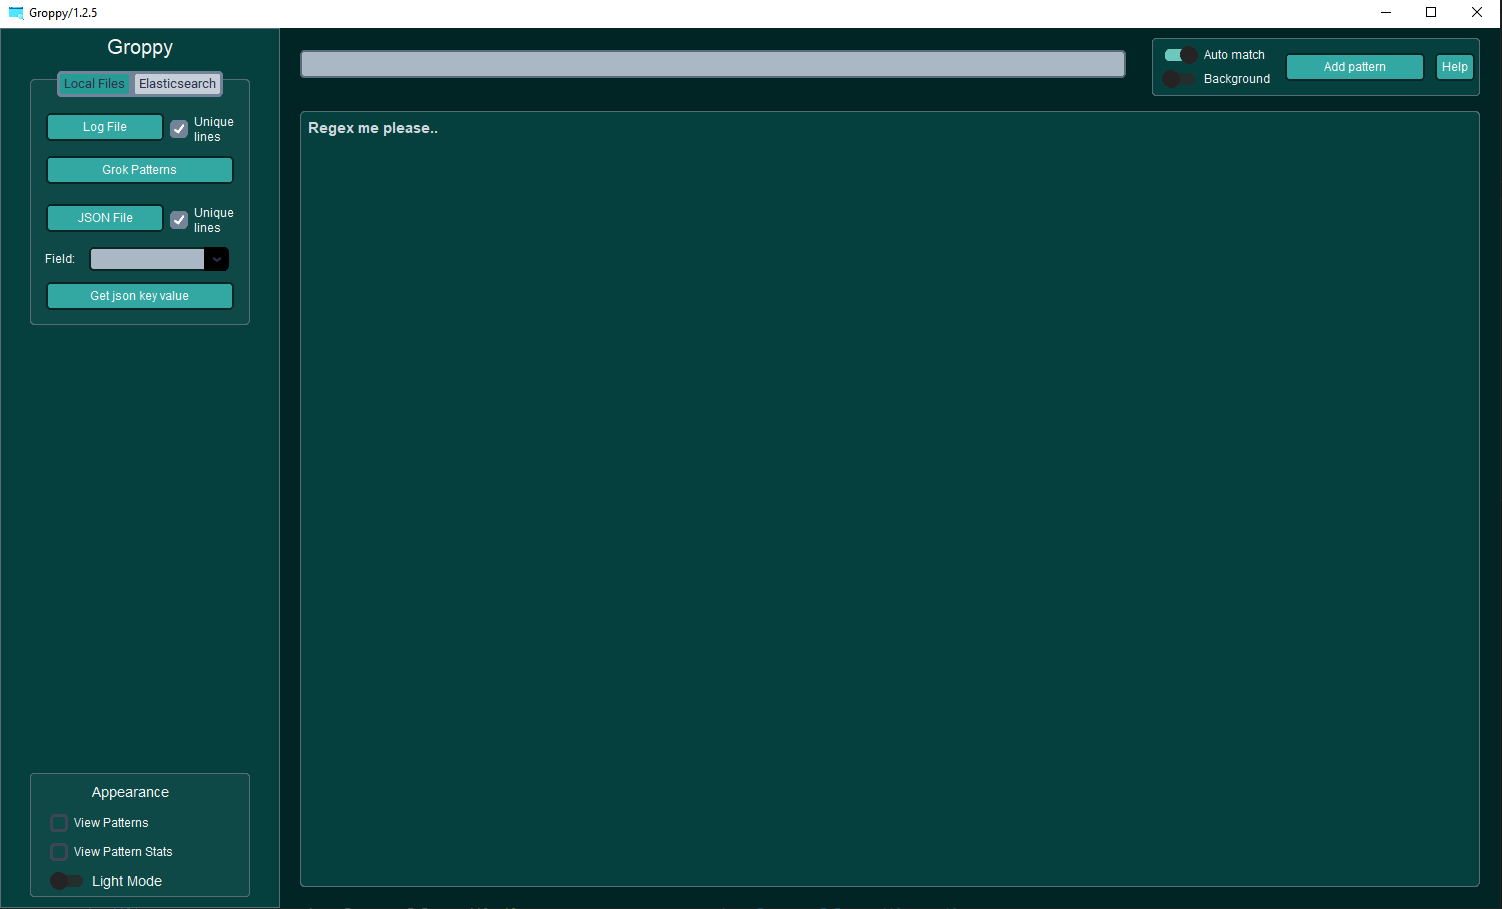 Groppy/1.2.5
Groppy
Local Files Elasticsearch
Log File
Unique
lines
Grok Patterns
JSON File
Unique
lines
Field:
Get json key value
Appearance
View Patterns
View Pattern Stats
Light Mode
Auto match
Background
Add pattern
Help
Regex me please..